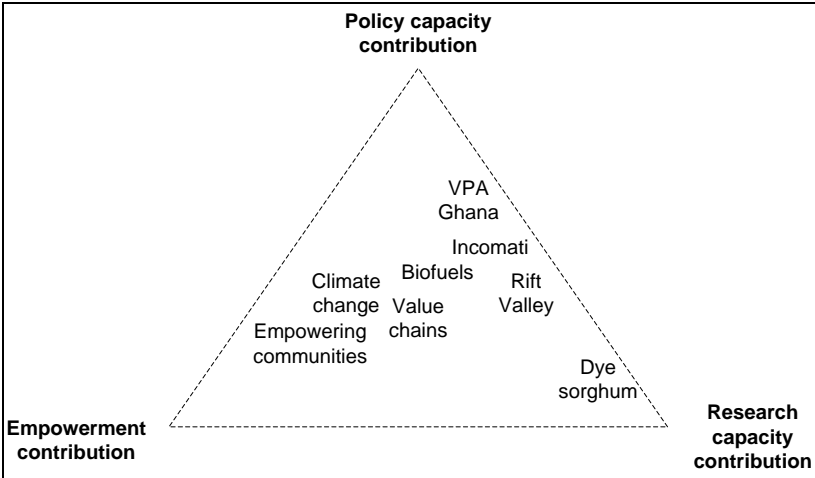 Policy capacity
contribution
VPA
Ghana
Incomati
Biofuels
Climate
change
Rift
Valley
Value
chains
Empowering
communities
Dye
sorghum
Empowerment
contribution
Research
capacity
contribution